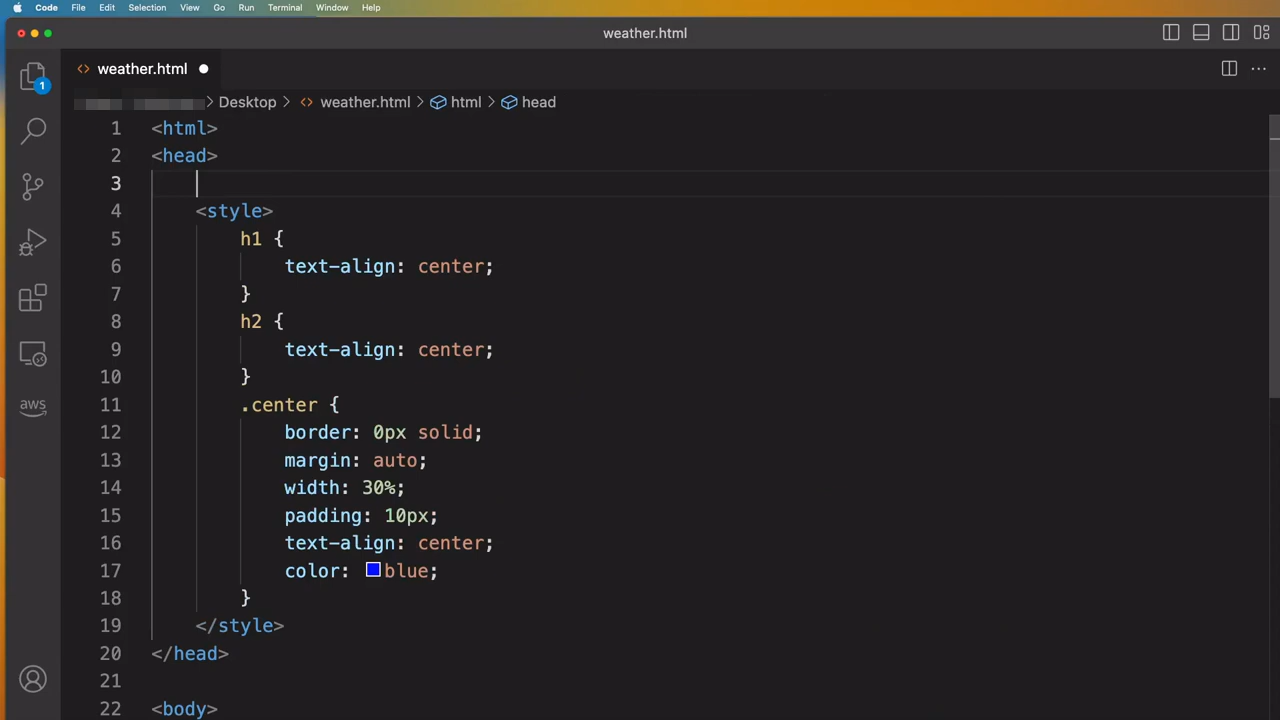 Code File Edit Selection View Go Run Terminal Window Help
weather.html
weather.html
1
Desktop > weather.html > html > head
1 <html>
2 <head>
3
4 <style>
5 h1 {
6 text-align: center;
7 }
8 h2 {
9 text-align: center;
10 }
11 .center {
12 border: 0px solid;
13 margin: auto;
14 width: 30%;
15 padding: 10px;
16 text-align: center;
17 color: blue;
18 }
19 </style>
20 </head>
21
22 <body>
aws